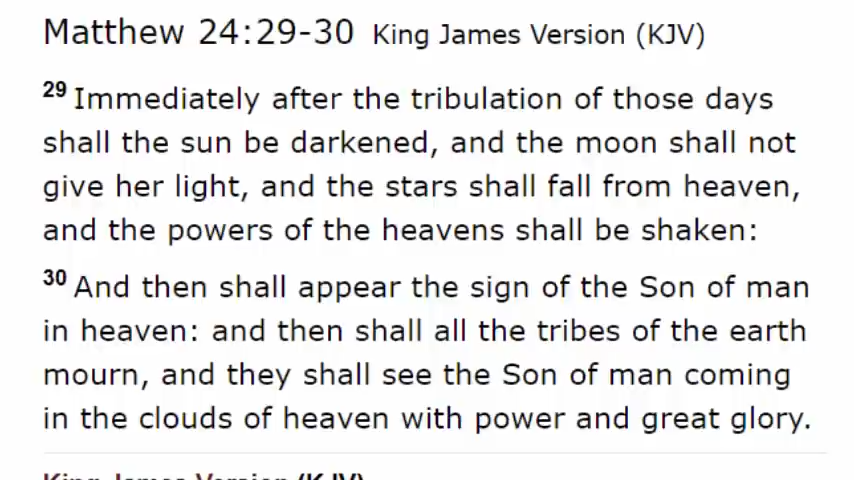 Matthew 24:29-30 King James Version (KJV)
29 Immediately after the tribulation of those days
shall the sun be darkened, and the moon shall not
give her light, and the stars shall fall from heaven,
and the powers of the heavens shall be shaken:
30 And then shall appear the sign of the Son of man
in heaven: and then shall all the tribes of the earth
mourn, and they shall see the Son of man coming
in the clouds of heaven with power and great glory.
King James Version (KJV)